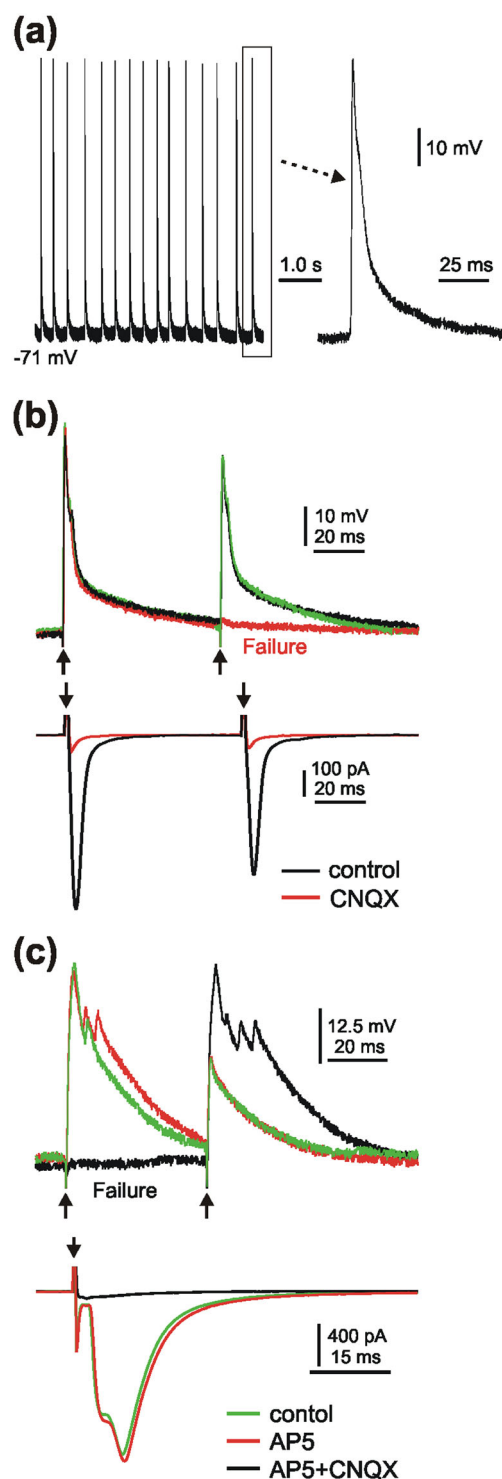 (a)
10 mV
1.0 s
25 ms
-71 mV
(b)
10 mV
20 ms
Failure
100 pA
20 ms
control
CNQX
(c)
12.5 mV
20 ms
Failure
400 pA
15 ms
contol
AP5
AP5+CNQX